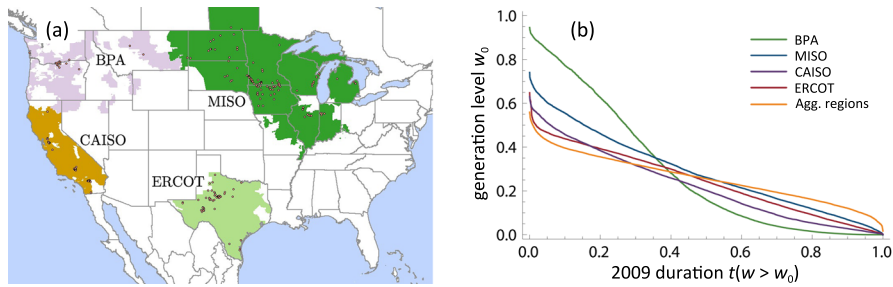 (a)
BPA
MISO
CAISO
ERCOT
(b)
generation level w₀
1.0
0.8
0.6
0.4
0.2
0.0
BPA
MISO
CAISO
ERCOT
Agg. regions
0.0 0.2 0.4 0.6 0.8 1.0
2009 duration t(w > w₀)